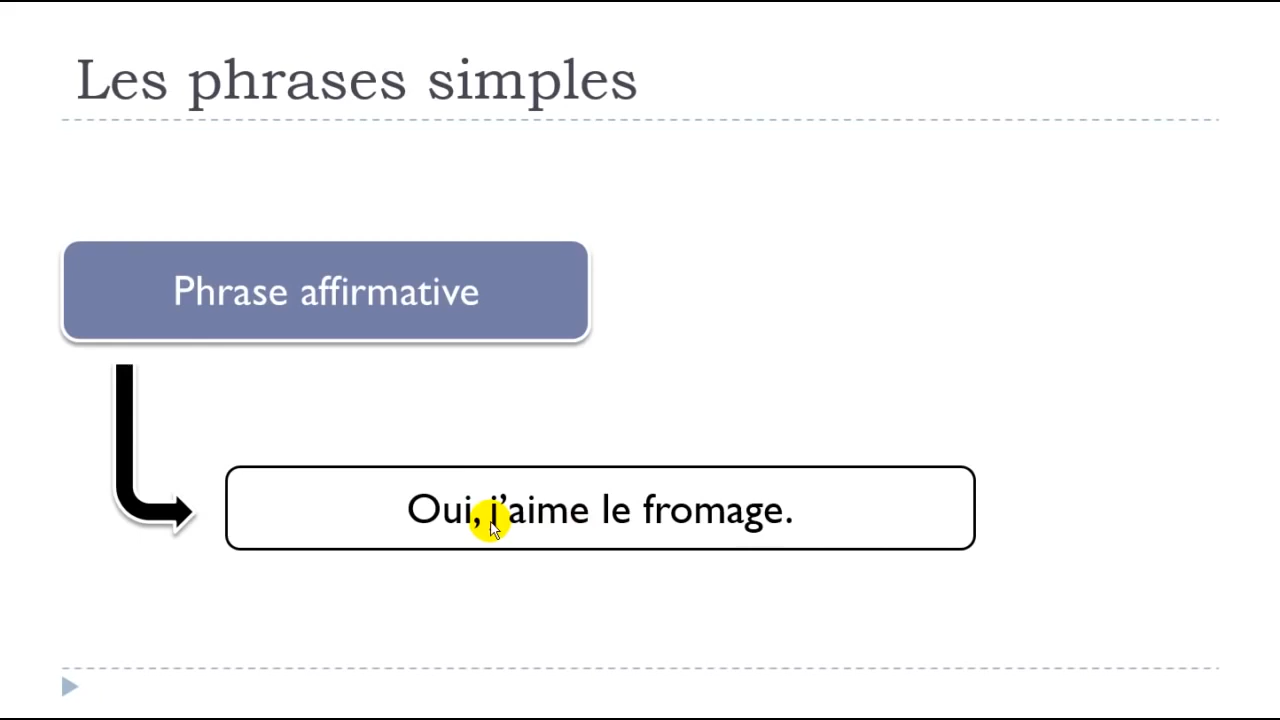 Les phrases simples
Phrase affirmative
Oui, j’aime le fromage.